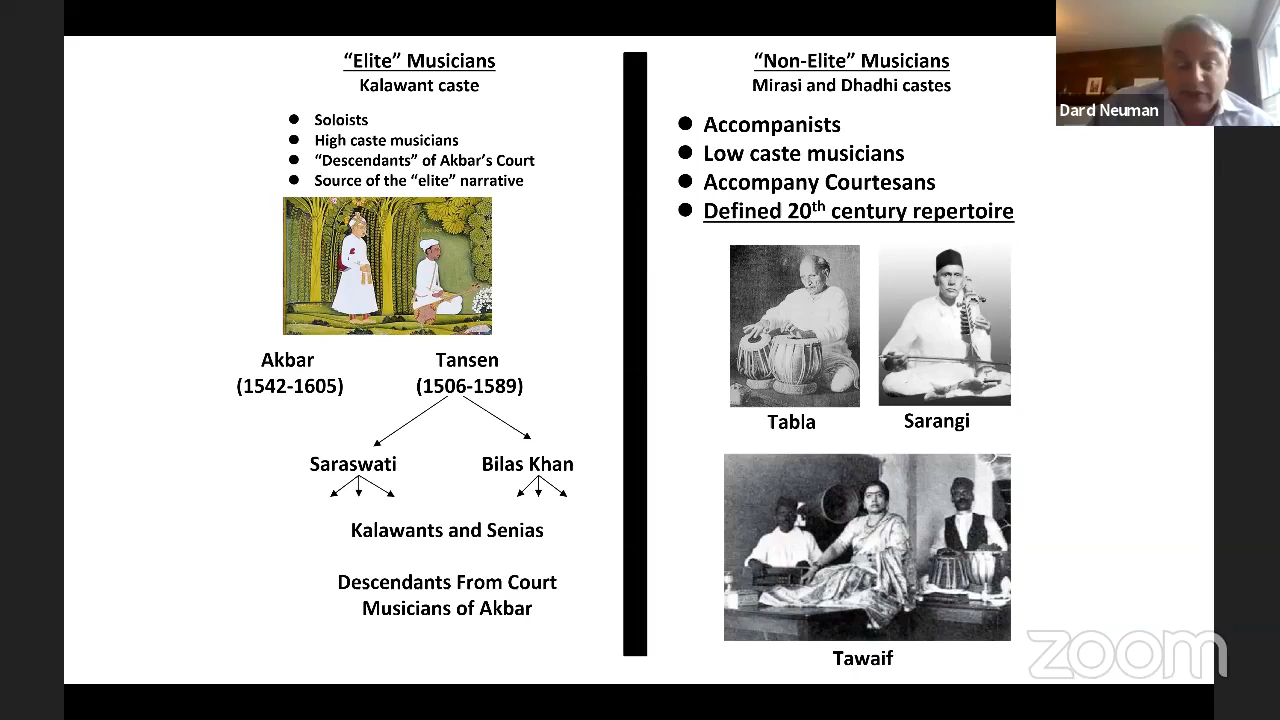 “Elite” Musicians
Kalawant caste
● Soloists
● High caste musicians
● “Descendants” of Akbar’s Court
● Source of the “elite” narrative
Akbar
(1542-1605)
Tansen
(1506-1589)
Saraswati
Bilas Khan
Kalawants and Senias
Descendants From Court
Musicians of Akbar
“Non-Elite” Musicians
Mirasi and Dhadhi castes
● Accompanists
● Low caste musicians
● Accompany Courtesans
● Defined 20th century repertoire
Tabla
Sarangi
Tawaif
Dard Neuman
zoom